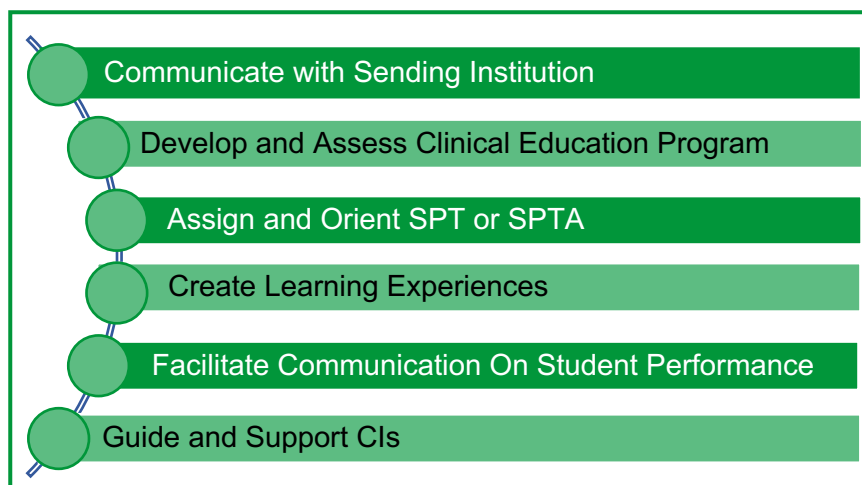 Communicate with Sending Institution
Develop and Assess Clinical Education Program
Assign and Orient SPT or SPTA
Create Learning Experiences
Facilitate Communication On Student Performance
Guide and Support CIs